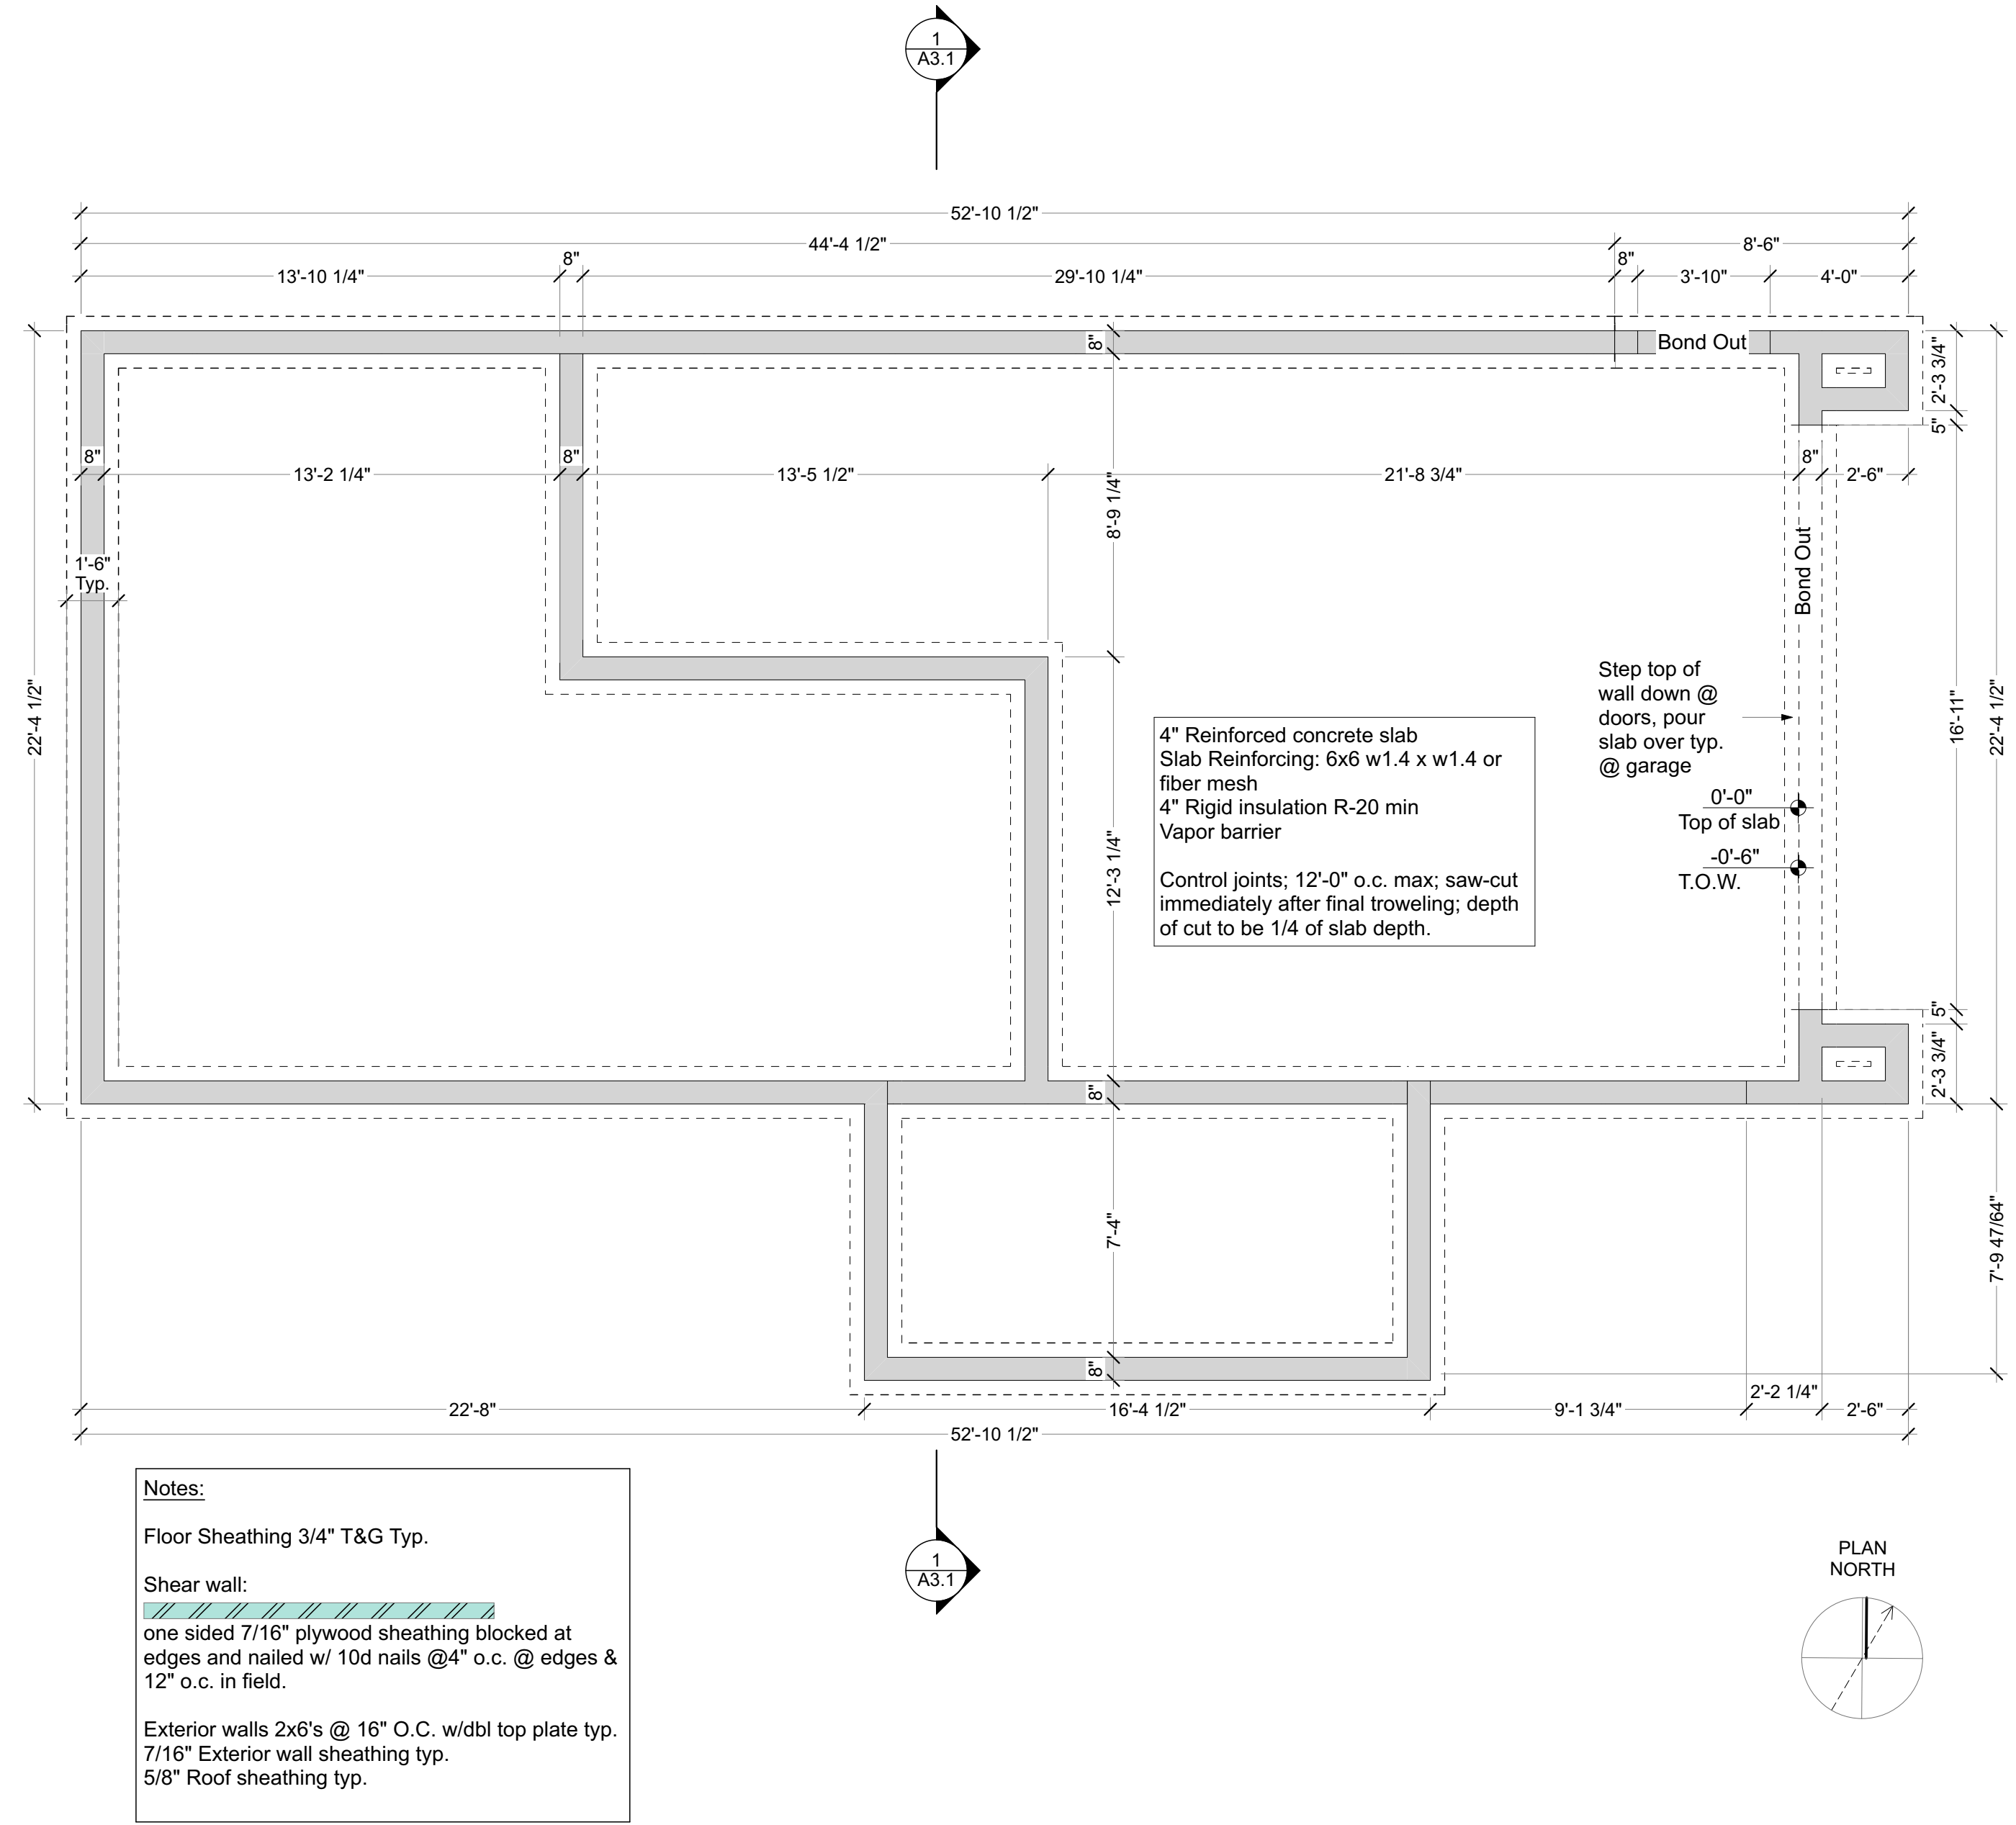 1
A3.1
52'-10 1/2"
44'-4 1/2"
8'-6"
13'-10 1/4"
8"
29'-10 1/4"
8"
3'-10"
4'-0"
8"
Bond Out
2'-3 3/4"
5"
8"
13'-2 1/4"
8"
13'-5 1/2"
8'-9 1/4"
21'-8 3/4"
8"
2'-6"
1'-6"
Typ.
Bond Out
22'-4 1/2"
Step top of
wall down @
doors, pour
slab over typ.
@ garage
16'-11"
22'-4 1/2"
4" Reinforced concrete slab
Slab Reinforcing: 6x6 w1.4 x w1.4 or
fiber mesh
4" Rigid insulation R-20 min
Vapor barrier
Control joints; 12'-0" o.c. max; saw-cut
immediately after final troweling; depth
of cut to be 1/4 of slab depth.
0'-0"
Top of slab
-0'-6"
T.O.W.
12'-3 1/4"
5"
2'-3 3/4"
8"
7'-4"
7'-9 47/64"
8"
22'-8"
16'-4 1/2"
9'-1 3/4"
2'-2 1/4"
2'-6"
52'-10 1/2"
1
A3.1
Notes:
Floor Sheathing 3/4" T&G Typ.
Shear wall:
one sided 7/16" plywood sheathing blocked at
edges and nailed w/ 10d nails @4" o.c. @ edges &
12" o.c. in field.
Exterior walls 2x6's @ 16" O.C. w/dbl top plate typ.
7/16" Exterior wall sheathing typ.
5/8" Roof sheathing typ.
PLAN
NORTH